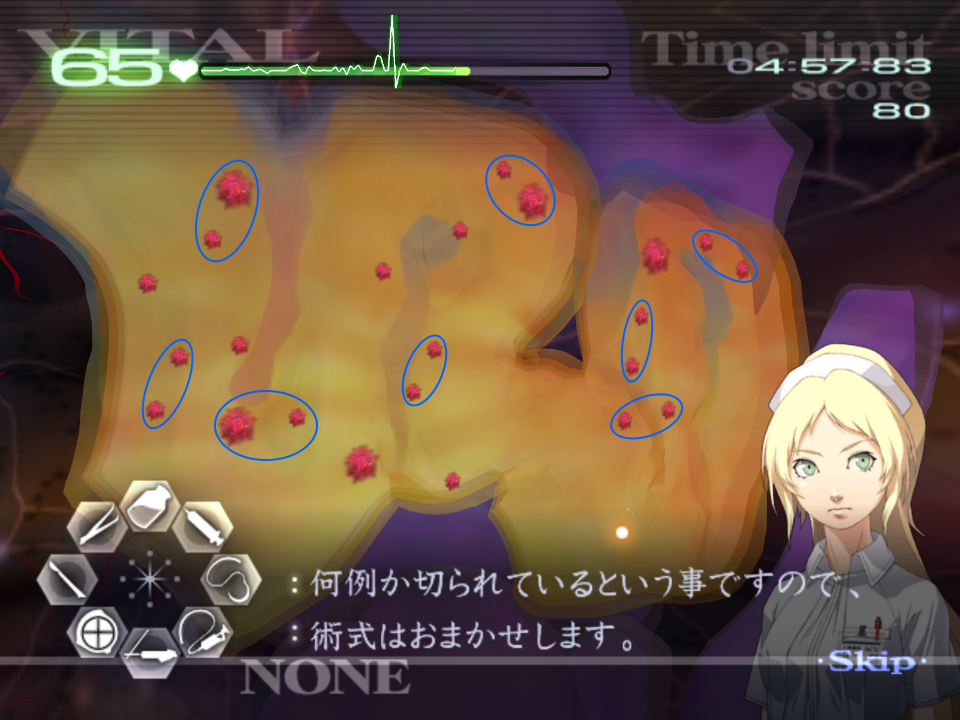 VITAL
65
Time limit
04:57:83
score
80
:何例か切られているという事ですので、
:術式はおまかせします。
Skip
NONE